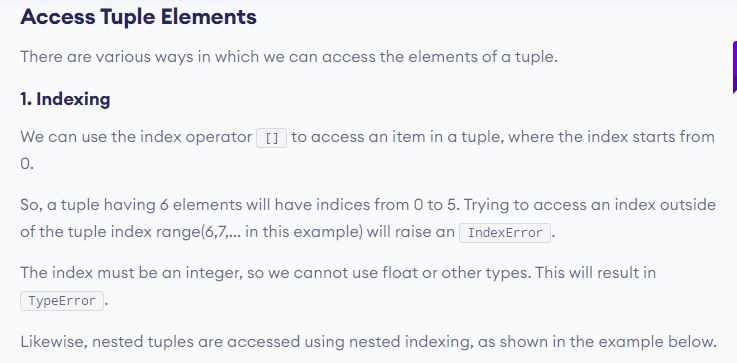 Access Tuple Elements
There are various ways in which we can access the elements of a tuple.
1. Indexing
We can use the index operator [] to access an item in a tuple, where the index starts from
0.
So, a tuple having 6 elements will have indices from 0 to 5. Trying to access an index outside
of the tuple index range(6,7,... in this example) will raise an IndexError.
The index must be an integer, so we cannot use float or other types. This will result in
TypeError.
Likewise, nested tuples are accessed using nested indexing, as shown in the example below.